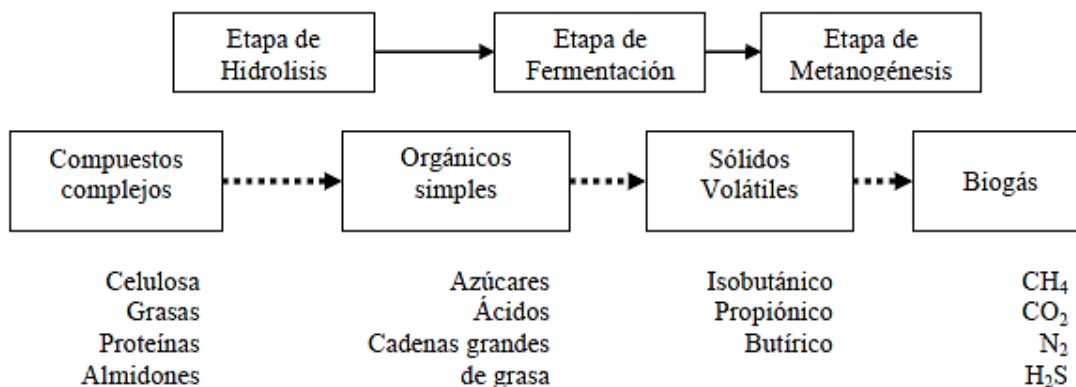 Etapa de
Hidrolisis
Etapa de
Fermentación
Etapa de
Metanogénesis
Compuestos
complejos
Orgánicos
simples
Sólidos
Volátiles
Biogás
Celulosa
Grasas
Proteínas
Almidones
Azúcares
Ácidos
Cadenas grandes
de grasa
Isobutánico
Propiónico
Butírico
CH₄
CO₂
N₂
H₂S